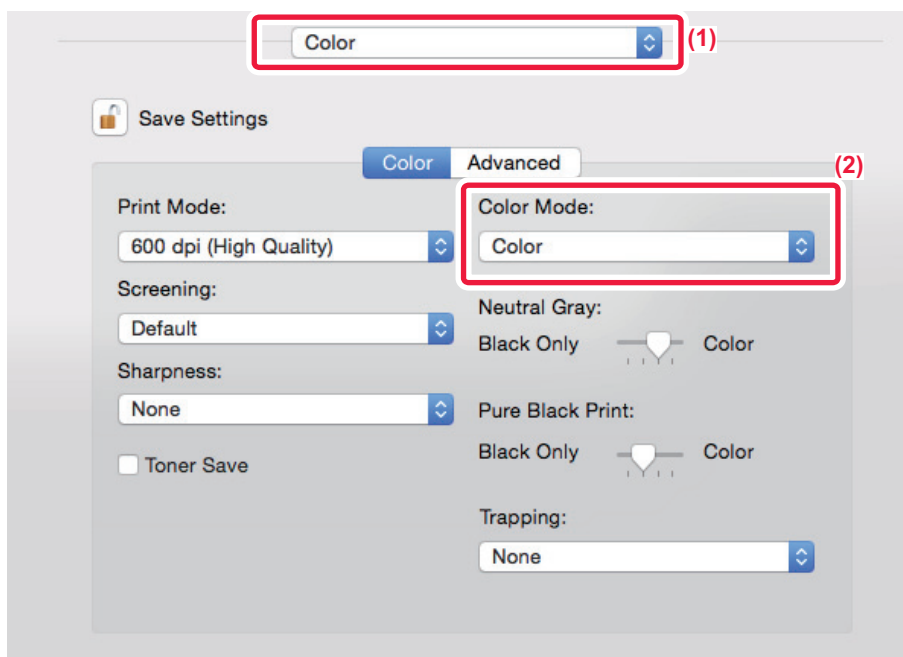 Color
(1)
Save Settings
Color Advanced
(2)
Print Mode:
600 dpi (High Quality)
Screening:
Default
Sharpness:
None
Toner Save
Color Mode:
Color
Neutral Gray:
Black Only Color
Pure Black Print:
Black Only Color
Trapping:
None